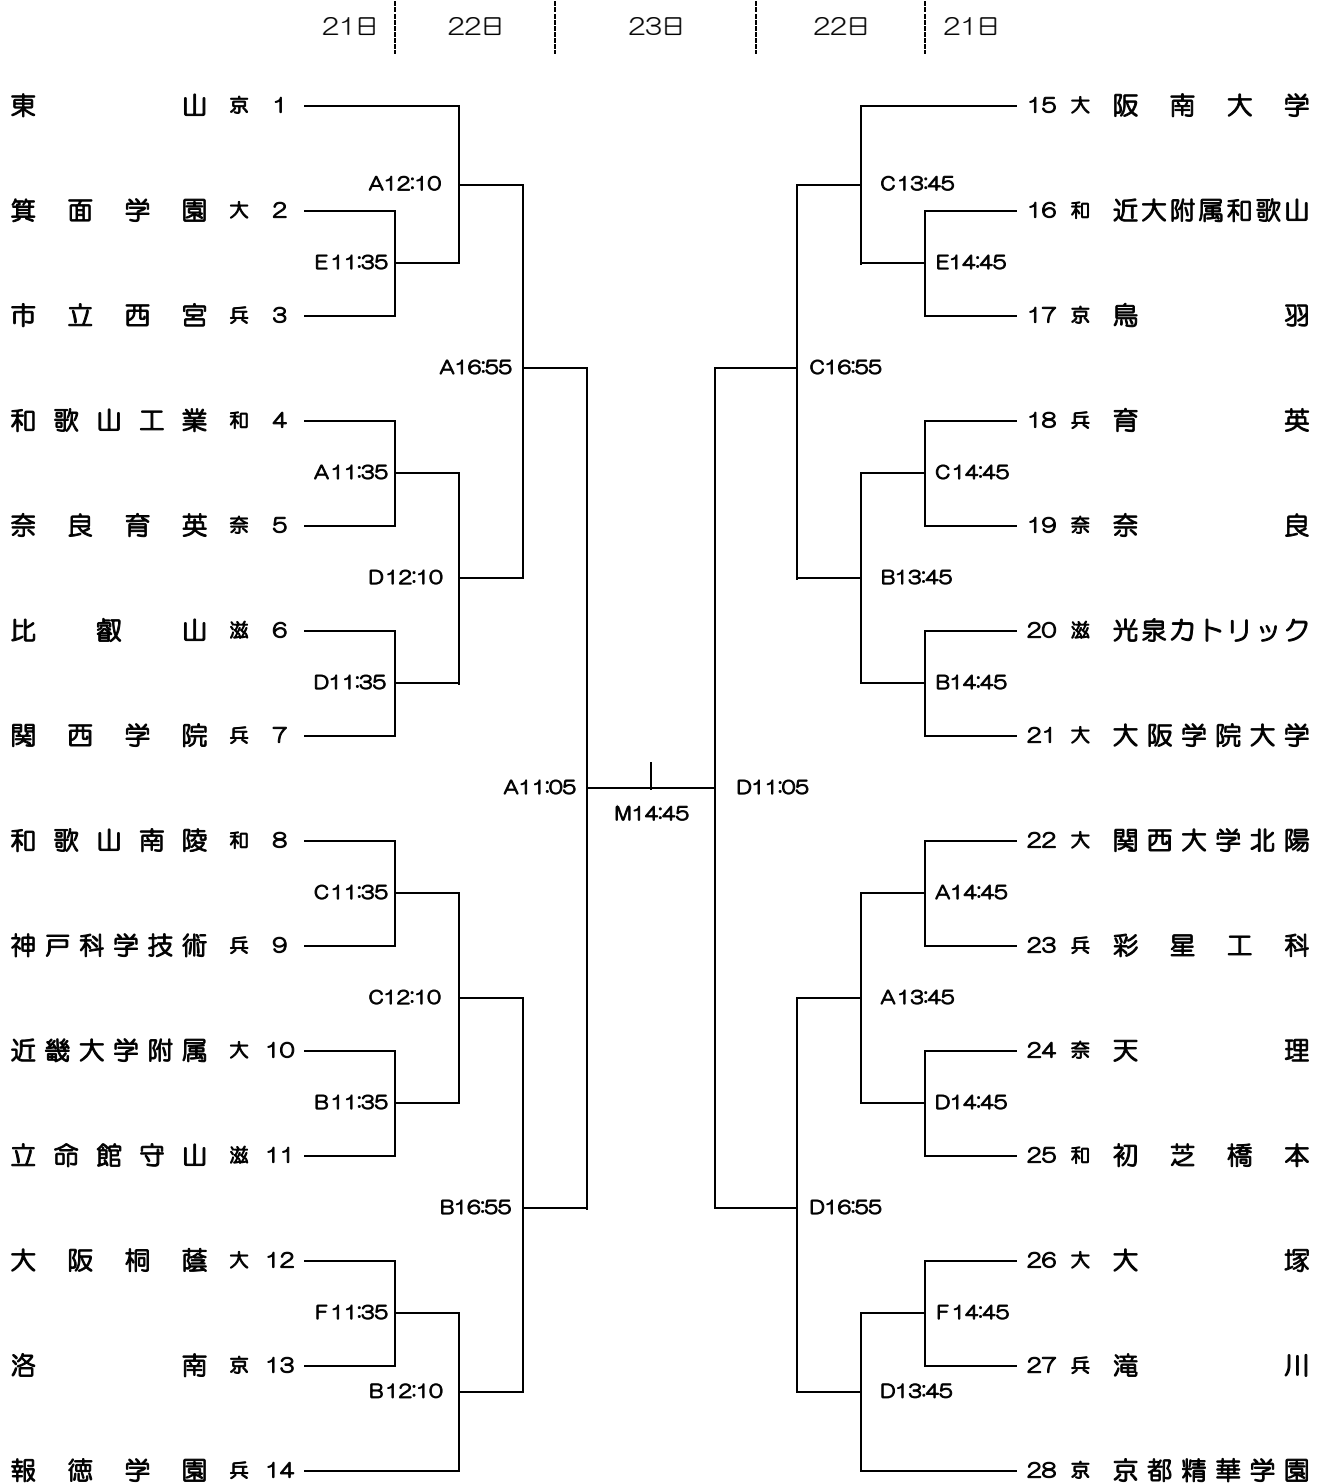 21日 22日 23日 22日 21日
東山 京 1
15 大 阪南大学
A12:10
C13:45
箕面学園 大 2
16 和 近大附属和歌山
E11:35
E14:45
市立西宮 兵 3
17 京 鳥羽
A16:55
C16:55
和歌山工業 和 4
18 兵 育英
A11:35
C14:45
奈良育英 奈 5
19 奈 奈良
D12:10
B13:45
比叡山 滋 6
20 滋 光泉カトリック
D11:35
B14:45
関西学院 兵 7
21 大 大阪学院大学
A11:05
D11:05
M14:45
和歌山南陵 和 8
22 大 関西大学北陽
C11:35
A14:45
神戸科学技術 兵 9
23 兵 彩星工科
C12:10
A13:45
近畿大学附属 大 10
24 奈 天理
B11:35
D14:45
立命館守山 滋 11
25 和 初芝橋本
B16:55
D16:55
大阪桐蔭 大 12
26 大 大塚
F11:35
F14:45
洛南 京 13
27 兵 滝川
B12:10
D13:45
報徳学園 兵 14
28 京 京都精華学園